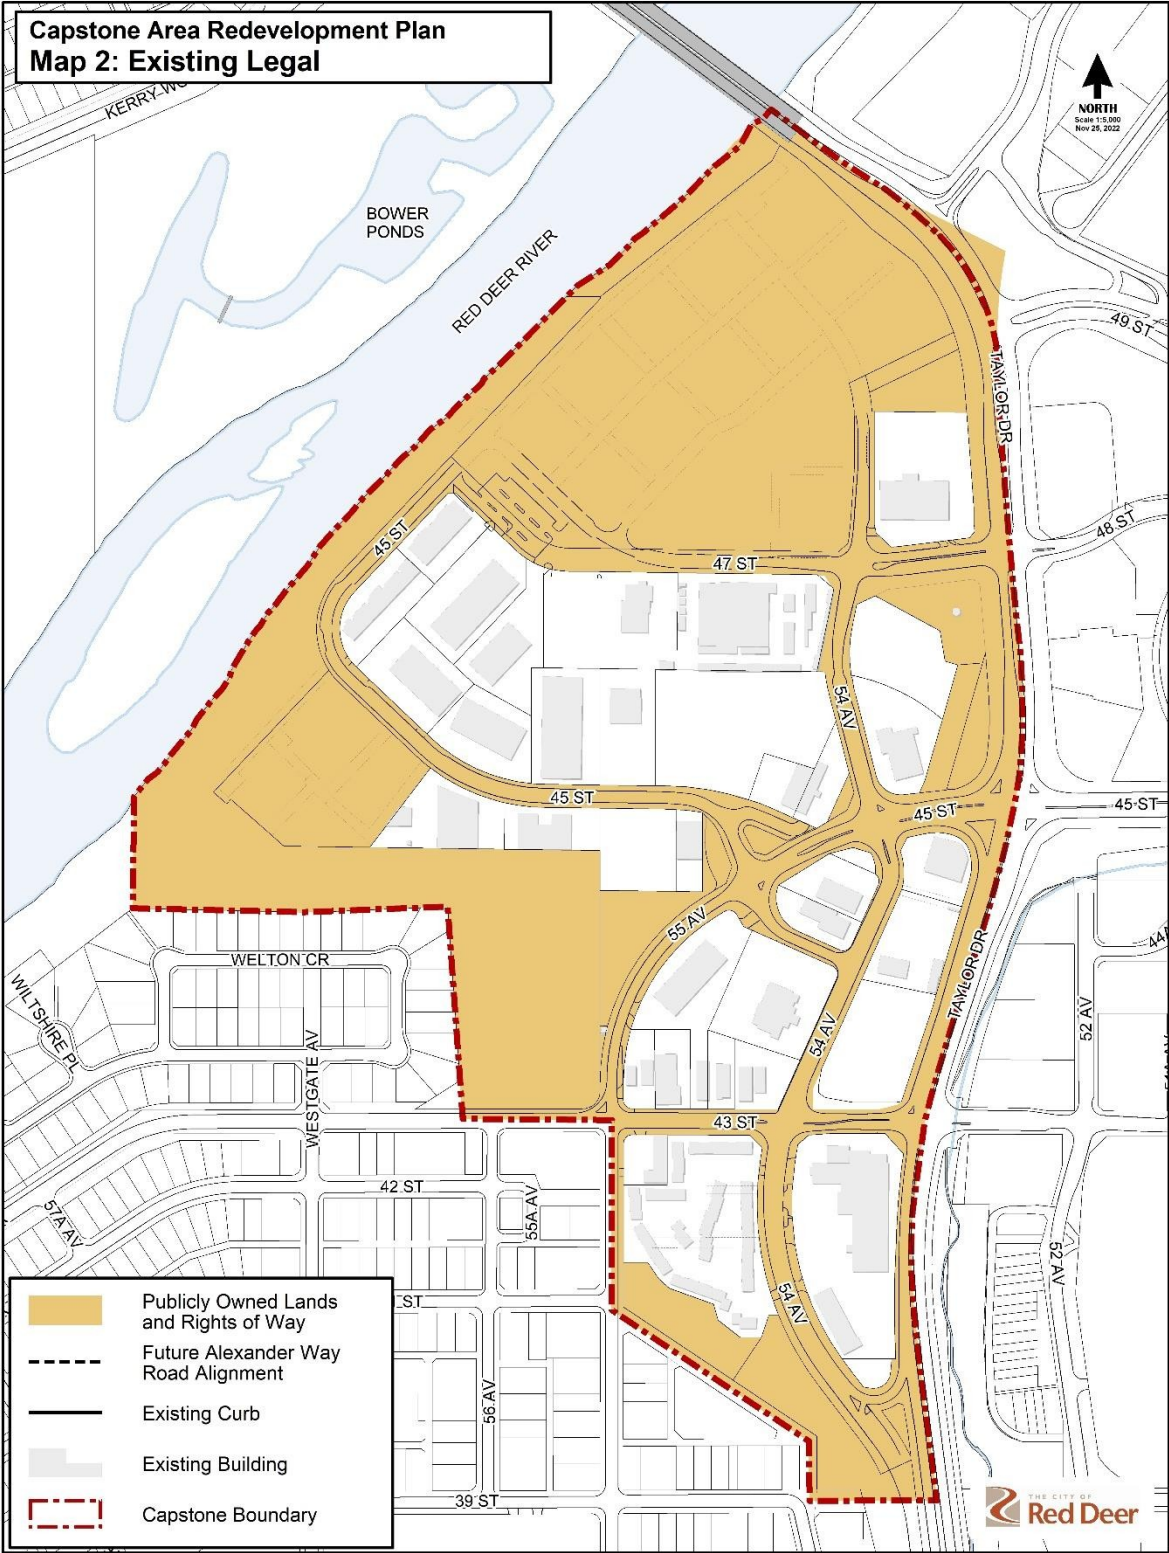 Capstone Area Redevelopment Plan
Map 2: Existing Legal
NORTH
Scale 1:5,000
Nov 25, 2022
BOWER
PONDS
RED DEER RIVER
49 ST
TAYLOR DR
48 ST
45 ST
47 ST
54 AV
45 ST
45 ST
45 ST
55 AV
TAYLOR DR
WELTON CR
WILTSHIRE PL
WESTGATE AV
54 AV
52 AV
43 ST
42 ST
55A AV
57A AV
52 AV
54 AV
ST
56 AV
39 ST
Publicly Owned Lands
and Rights of Way
Future Alexander Way
Road Alignment
Existing Curb
Existing Building
Capstone Boundary
THE CITY OF
Red Deer